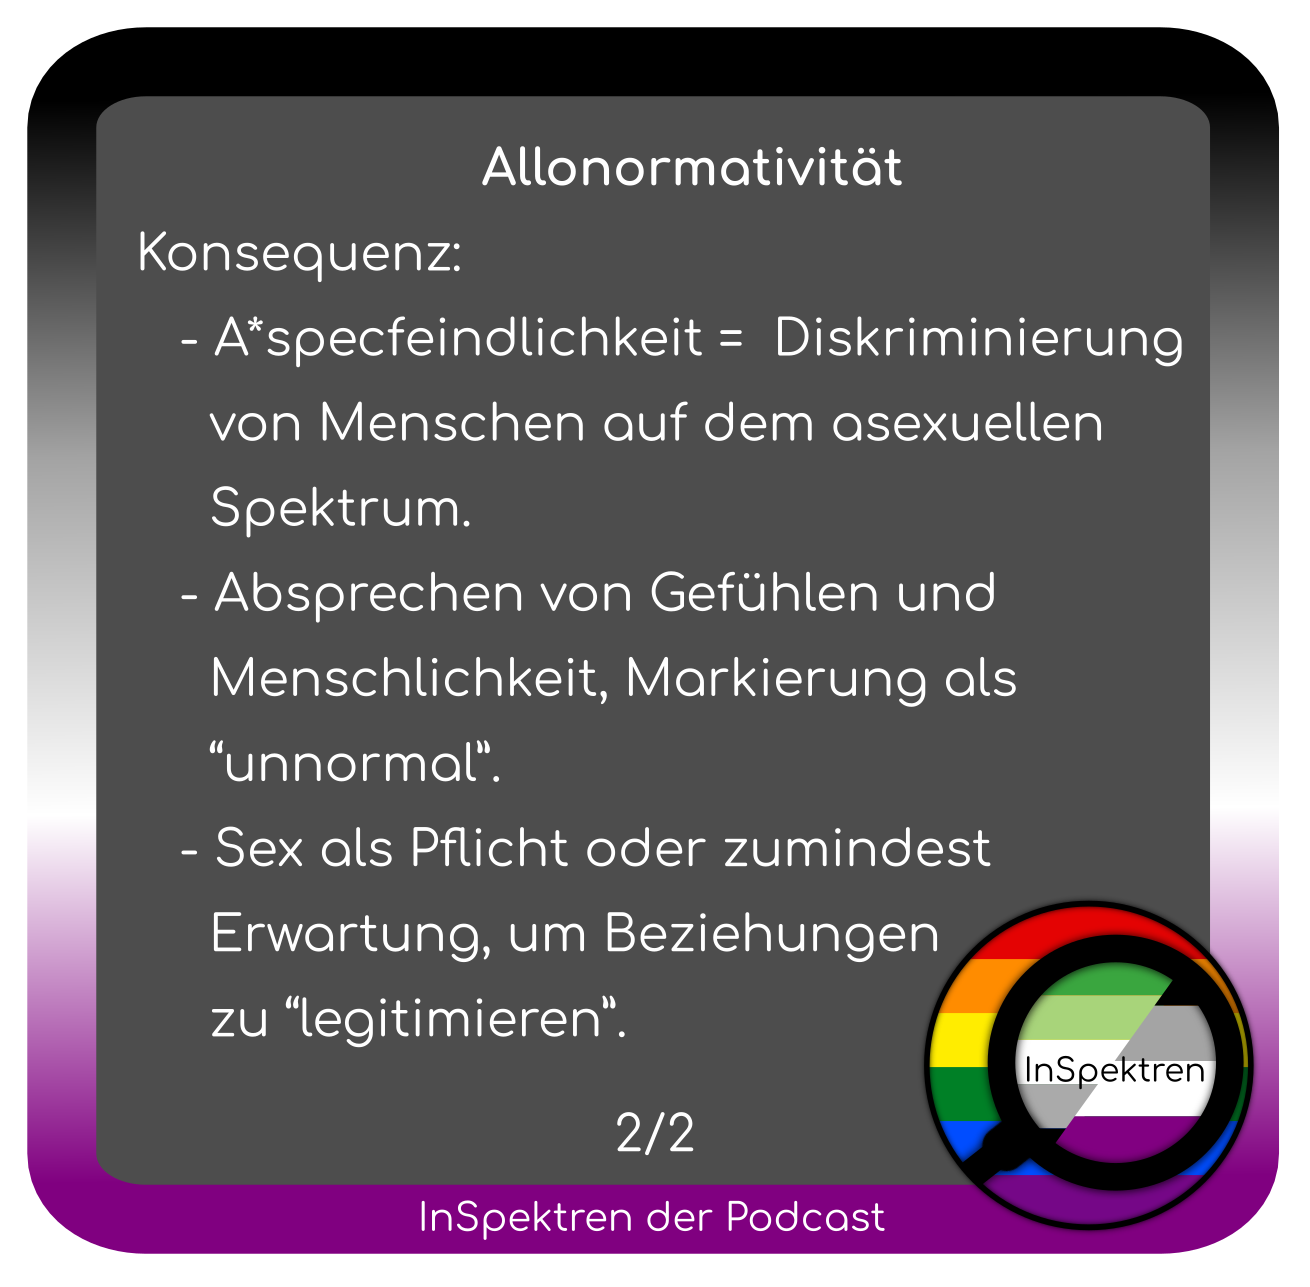 Allonormativität
Konsequenz:
- A*specfeindlichkeit = Diskriminierung
von Menschen auf dem asexuellen
Spektrum.
- Absprechen von Gefühlen und
Menschlichkeit, Markierung als
“unnormal”.
- Sex als Pflicht oder zumindest
Erwartung, um Beziehungen
zu “legitimieren”.
InSpektren
2/2
InSpektren der Podcast